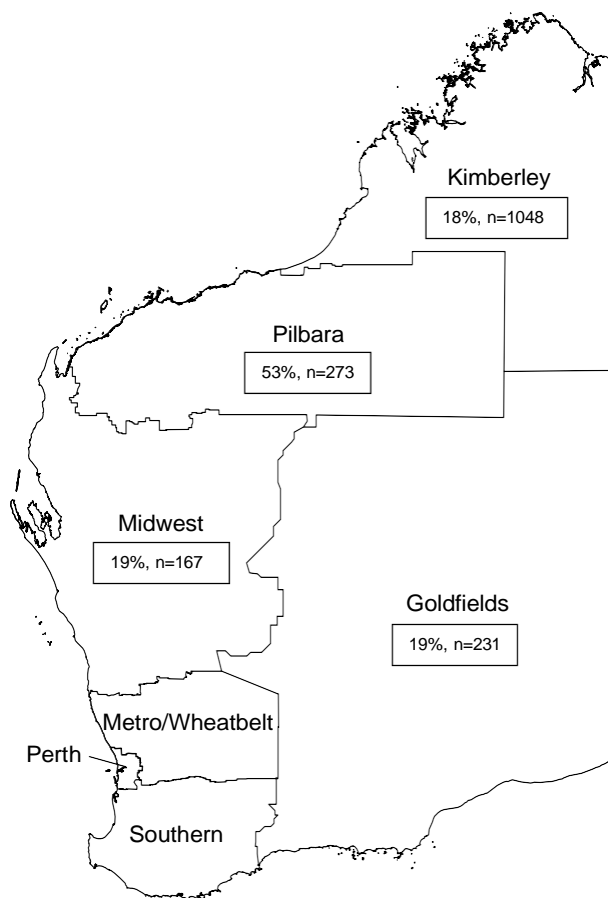 Kimberley
18%, n=1048
Pilbara
53%, n=273
Midwest
19%, n=167
Goldfields
19%, n=231
Metro/Wheatbelt
Perth
Southern